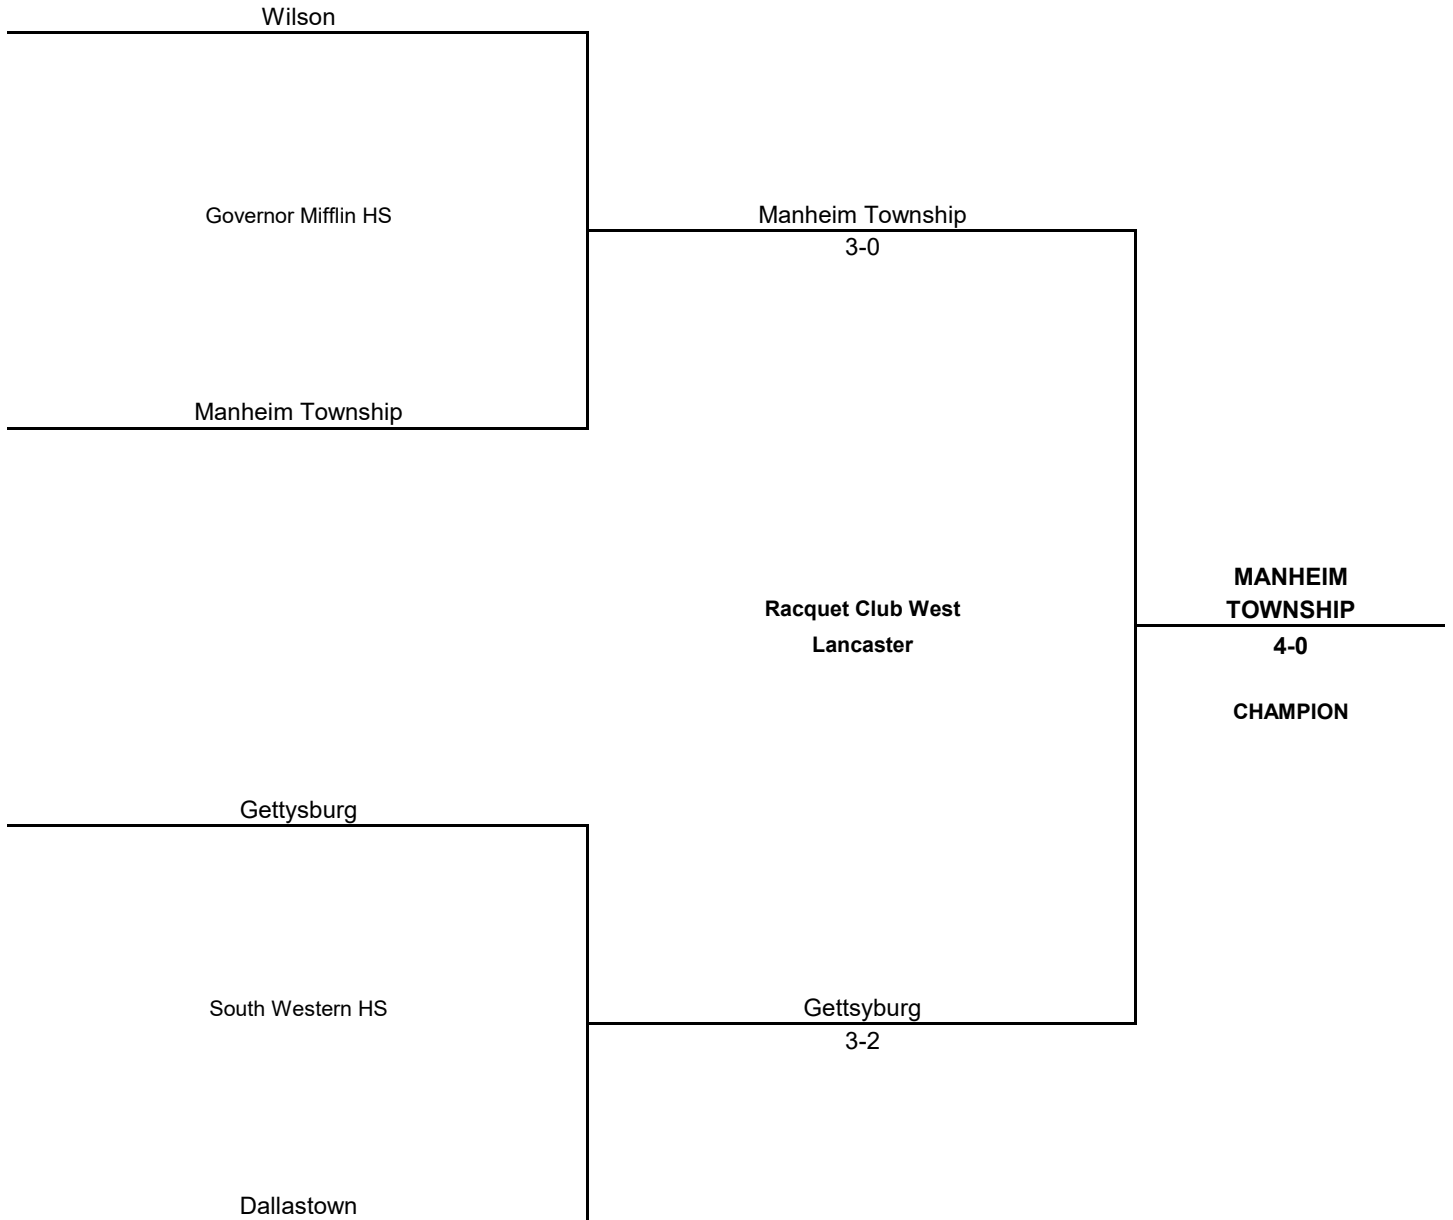 Wilson
Governor Mifflin HS
Manheim Township
3-0
Manheim Township
MANHEIM
TOWNSHIP
Racquet Club West
Lancaster
4-0
CHAMPION
Gettysburg
South Western HS
Gettsyburg
3-2
Dallastown